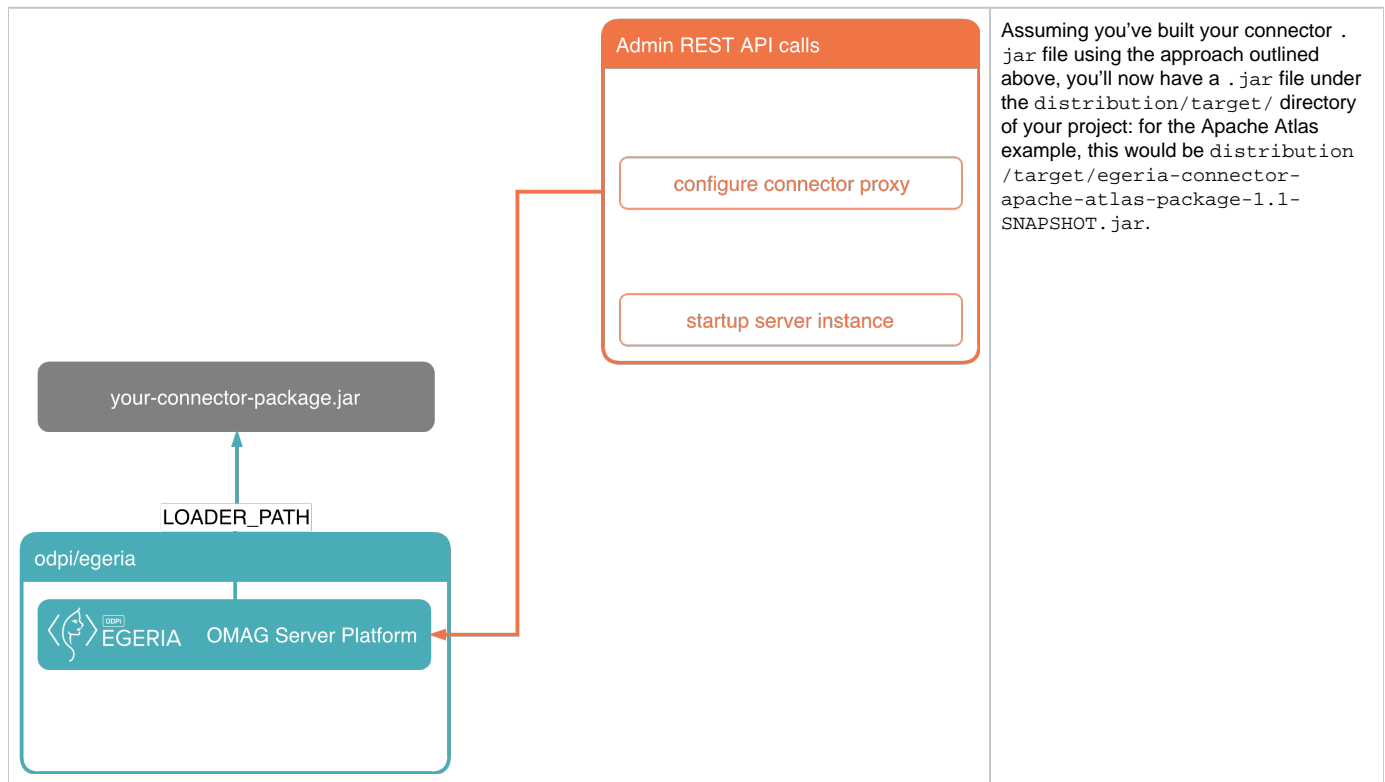 Admin REST API calls
configure connector proxy
startup server instance
your-connector-package.jar
LOADER_PATH
odpi/egeria
ODPi
EGERIA
OMAG Server Platform
Assuming you’ve built your connector .
jar file using the approach outlined
above, you’ll now have a .jar file under
the distribution/target/ directory
of your project: for the Apache Atlas
example, this would be distribution
/target/egeria-connector-
apache-atlas-package-1.1-
SNAPSHOT.jar.